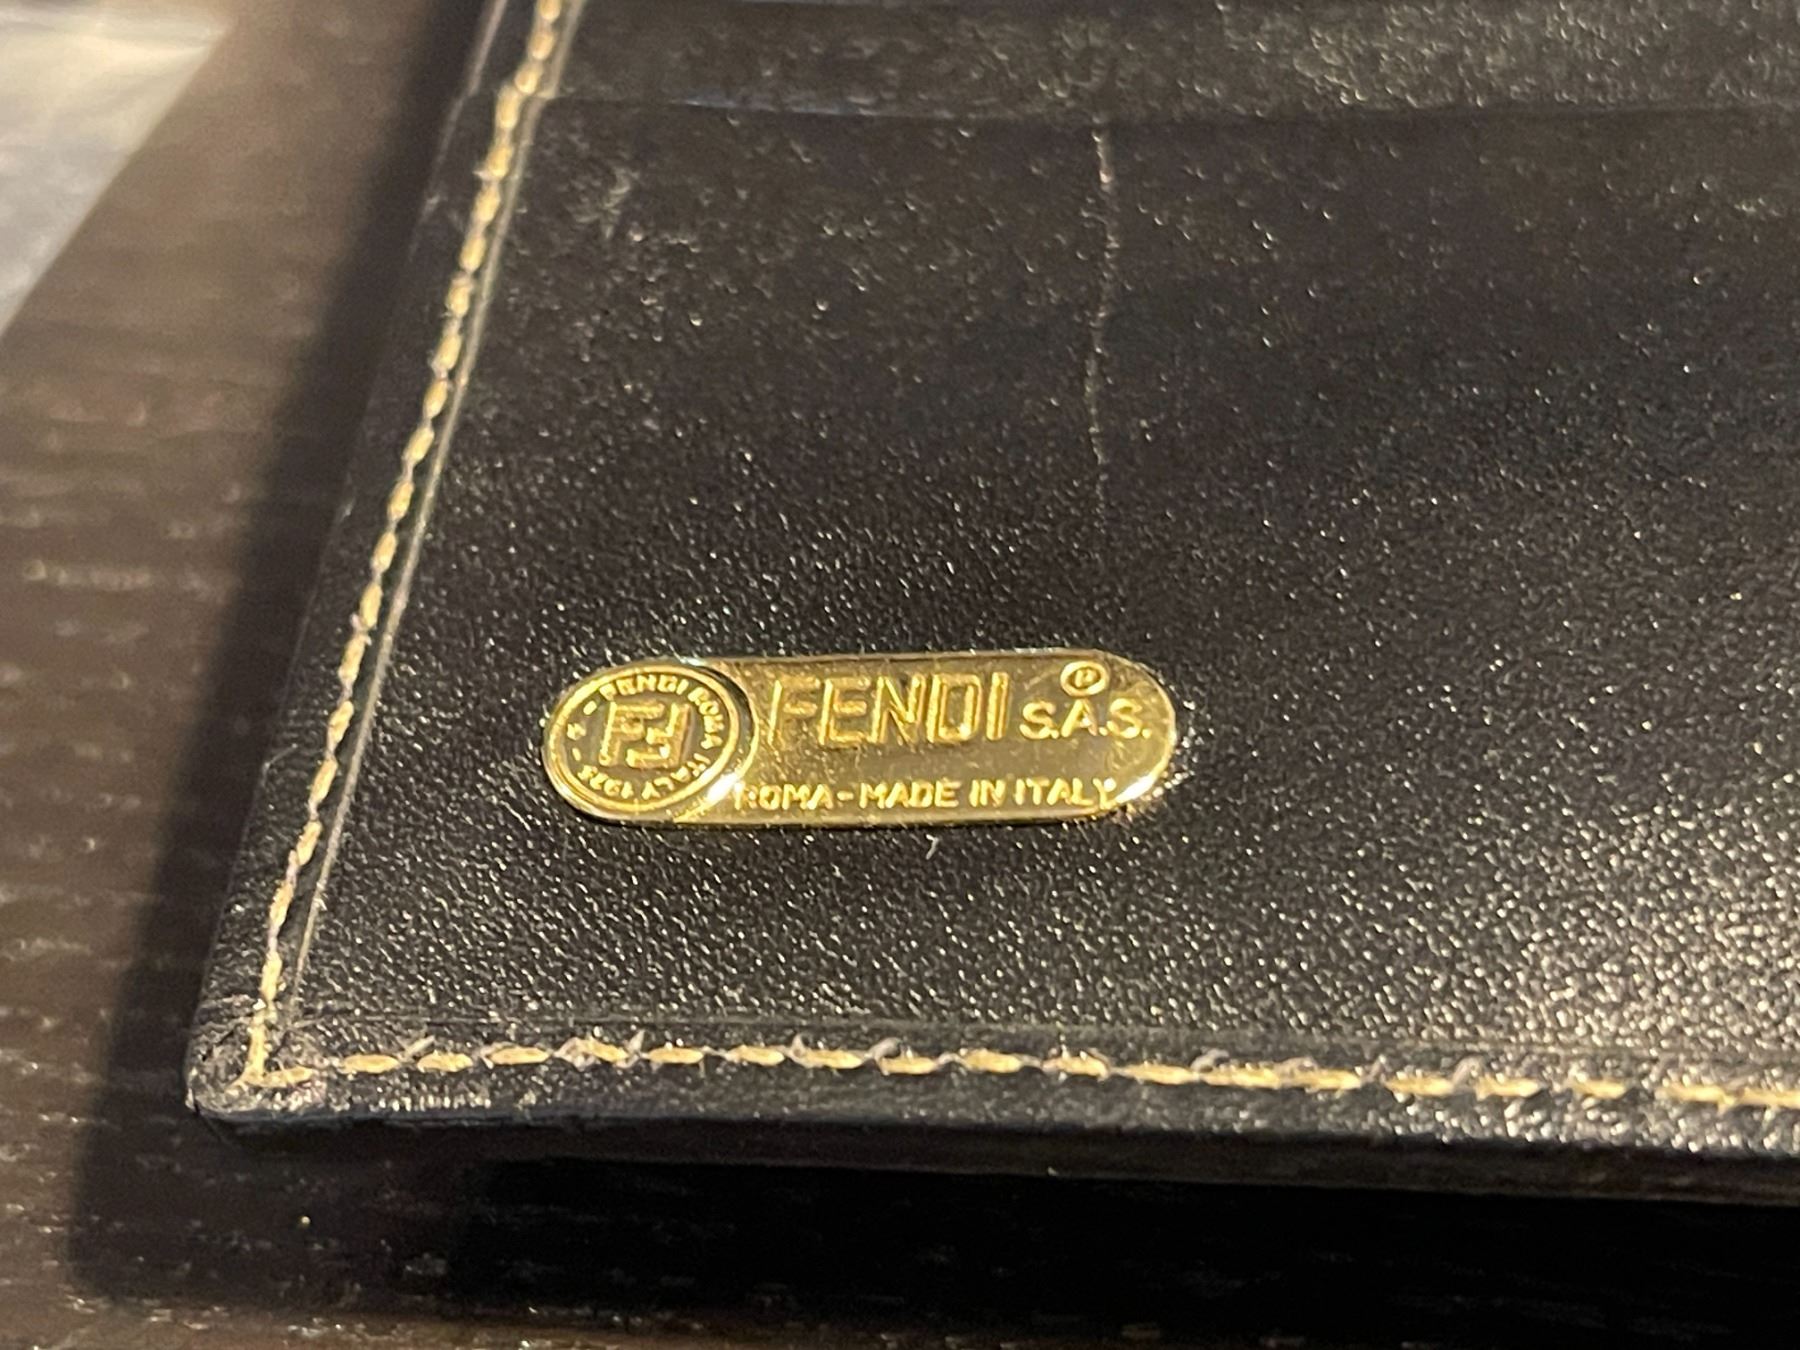 FENDI ROMA ITALY 1925
FF
FENDI S.A.S. ®
ROMA-MADE IN ITALY